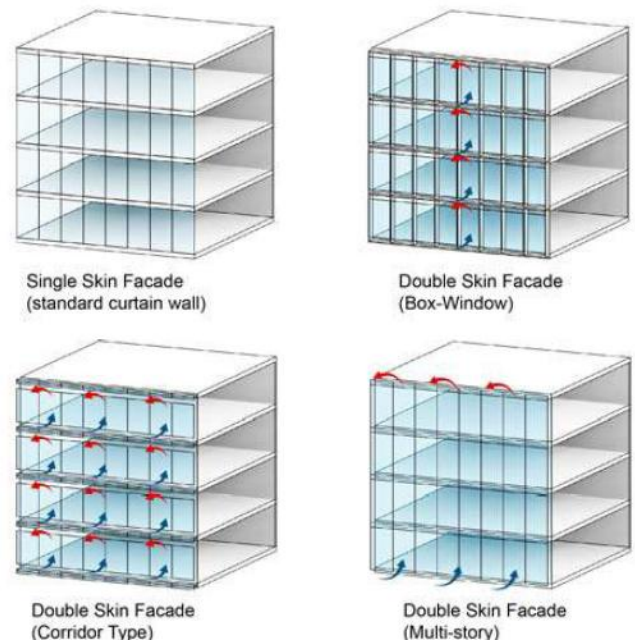 Single Skin Facade
(standard curtain wall)
Double Skin Facade
(Box-Window)
Double Skin Facade
(Corridor Type)
Double Skin Facade
(Multi-story)